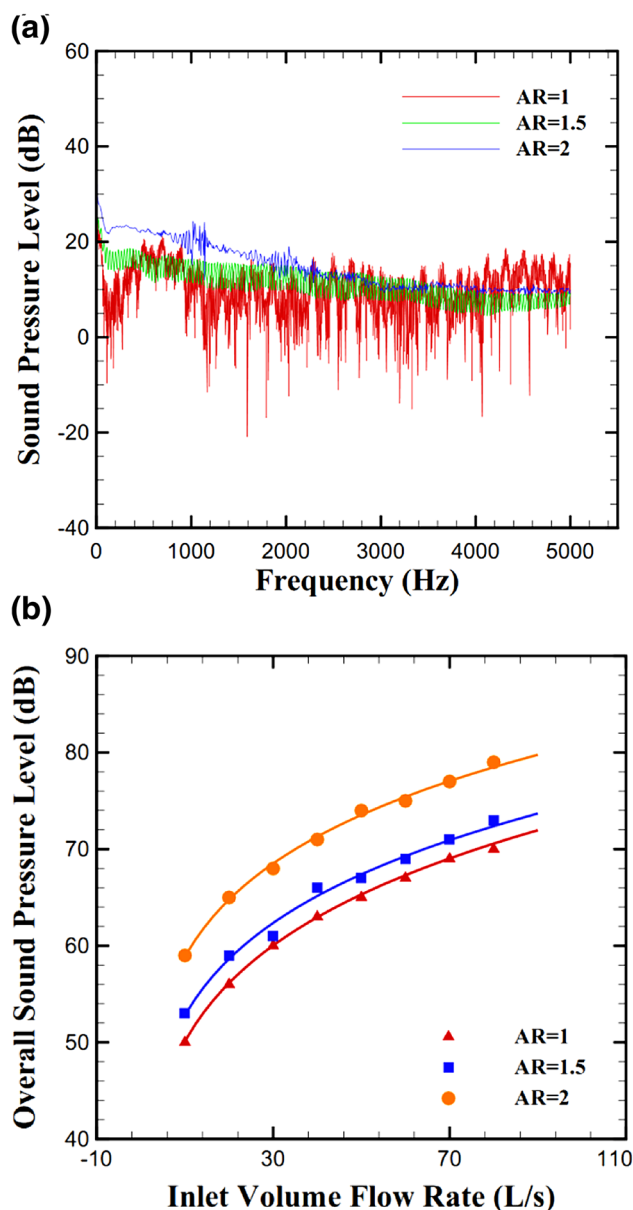 (a)
60
40
20
0
-20
-40
Sound Pressure Level (dB)
AR=1
AR=1.5
AR=2
0 1000 2000 3000 4000 5000
Frequency (Hz)
(b)
90
80
70
60
50
40
Overall Sound Pressure Level (dB)
AR=1
AR=1.5
AR=2
-10 30 70 110
Inlet Volume Flow Rate (L/s)